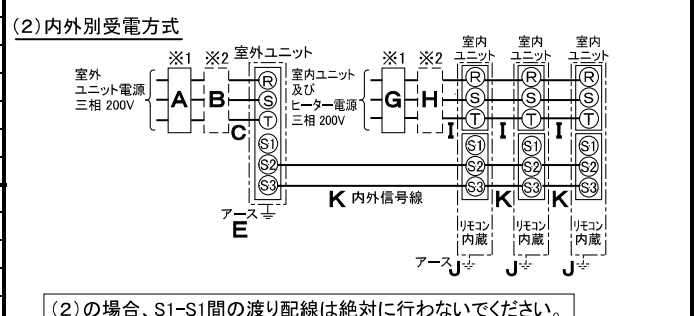 (2)内外別受電方式
※1 ※2 室外ユニット
室外
ユニット電源
三相 200V
A B C
R
S
T
S1
S2
S3
アース
E
※1 ※2
室内ユニット
及び
ヒーター電源
三相 200V
G H
室内
ユニット
室内
ユニット
室内
ユニット
R R R
S S S
T T T
I I I
S1 S1 S1
S2 S2 S2
S3 S3 S3
K 内外信号線
K K
リモコン
内蔵
リモコン
内蔵
リモコン
内蔵
アース J J J
(2)の場合、S1-S1間の渡り配線は絶対に行わないでください。